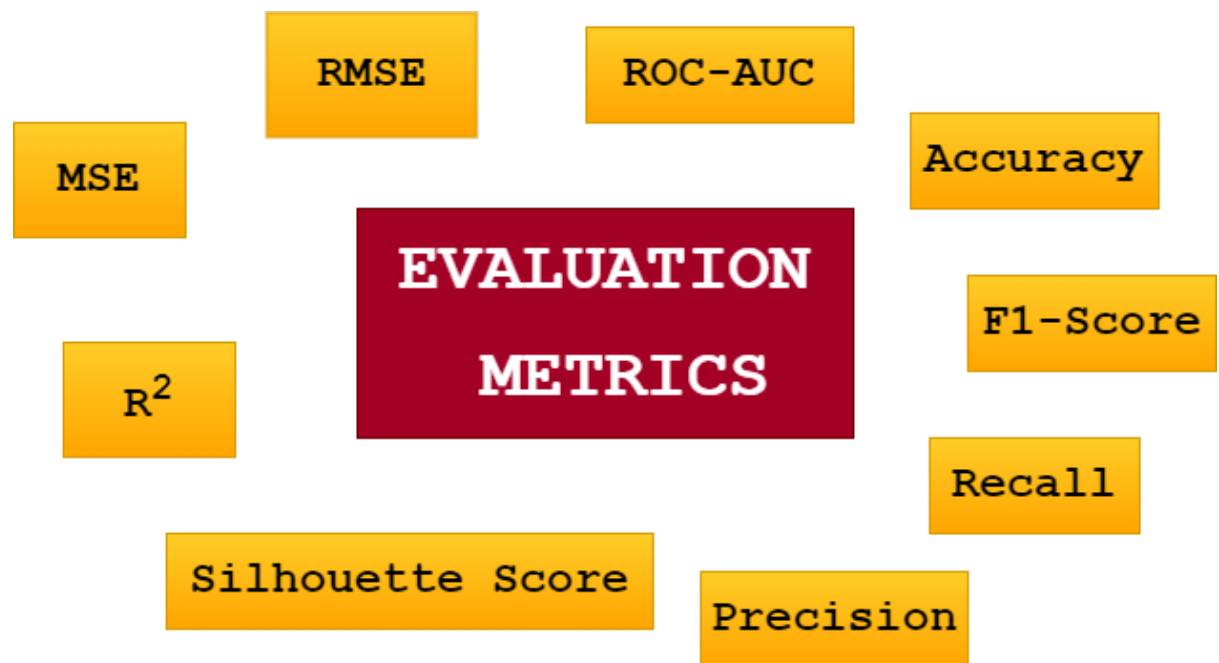 RMSE
ROC-AUC
MSE
Accuracy
EVALUATION
METRICS
F1-Score
R²
Recall
Silhouette Score
Precision